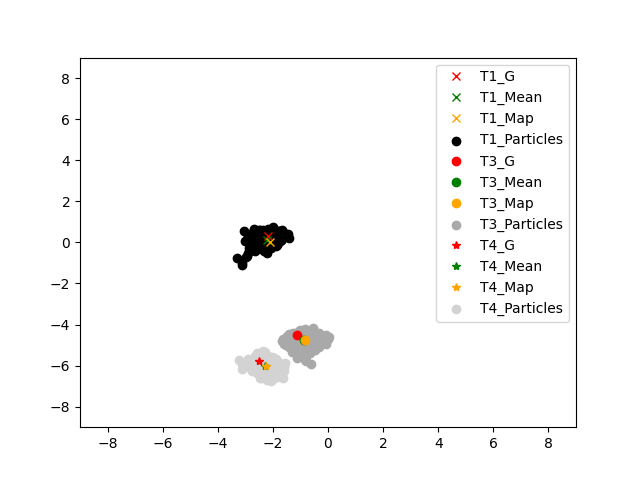 8
6
4
2
0
−2
−4
−6
−8
−8 −6 −4 −2 0 2 4 6 8
T1_G
T1_Mean
T1_Map
T1_Particles
T3_G
T3_Mean
T3_Map
T3_Particles
T4_G
T4_Mean
T4_Map
T4_Particles